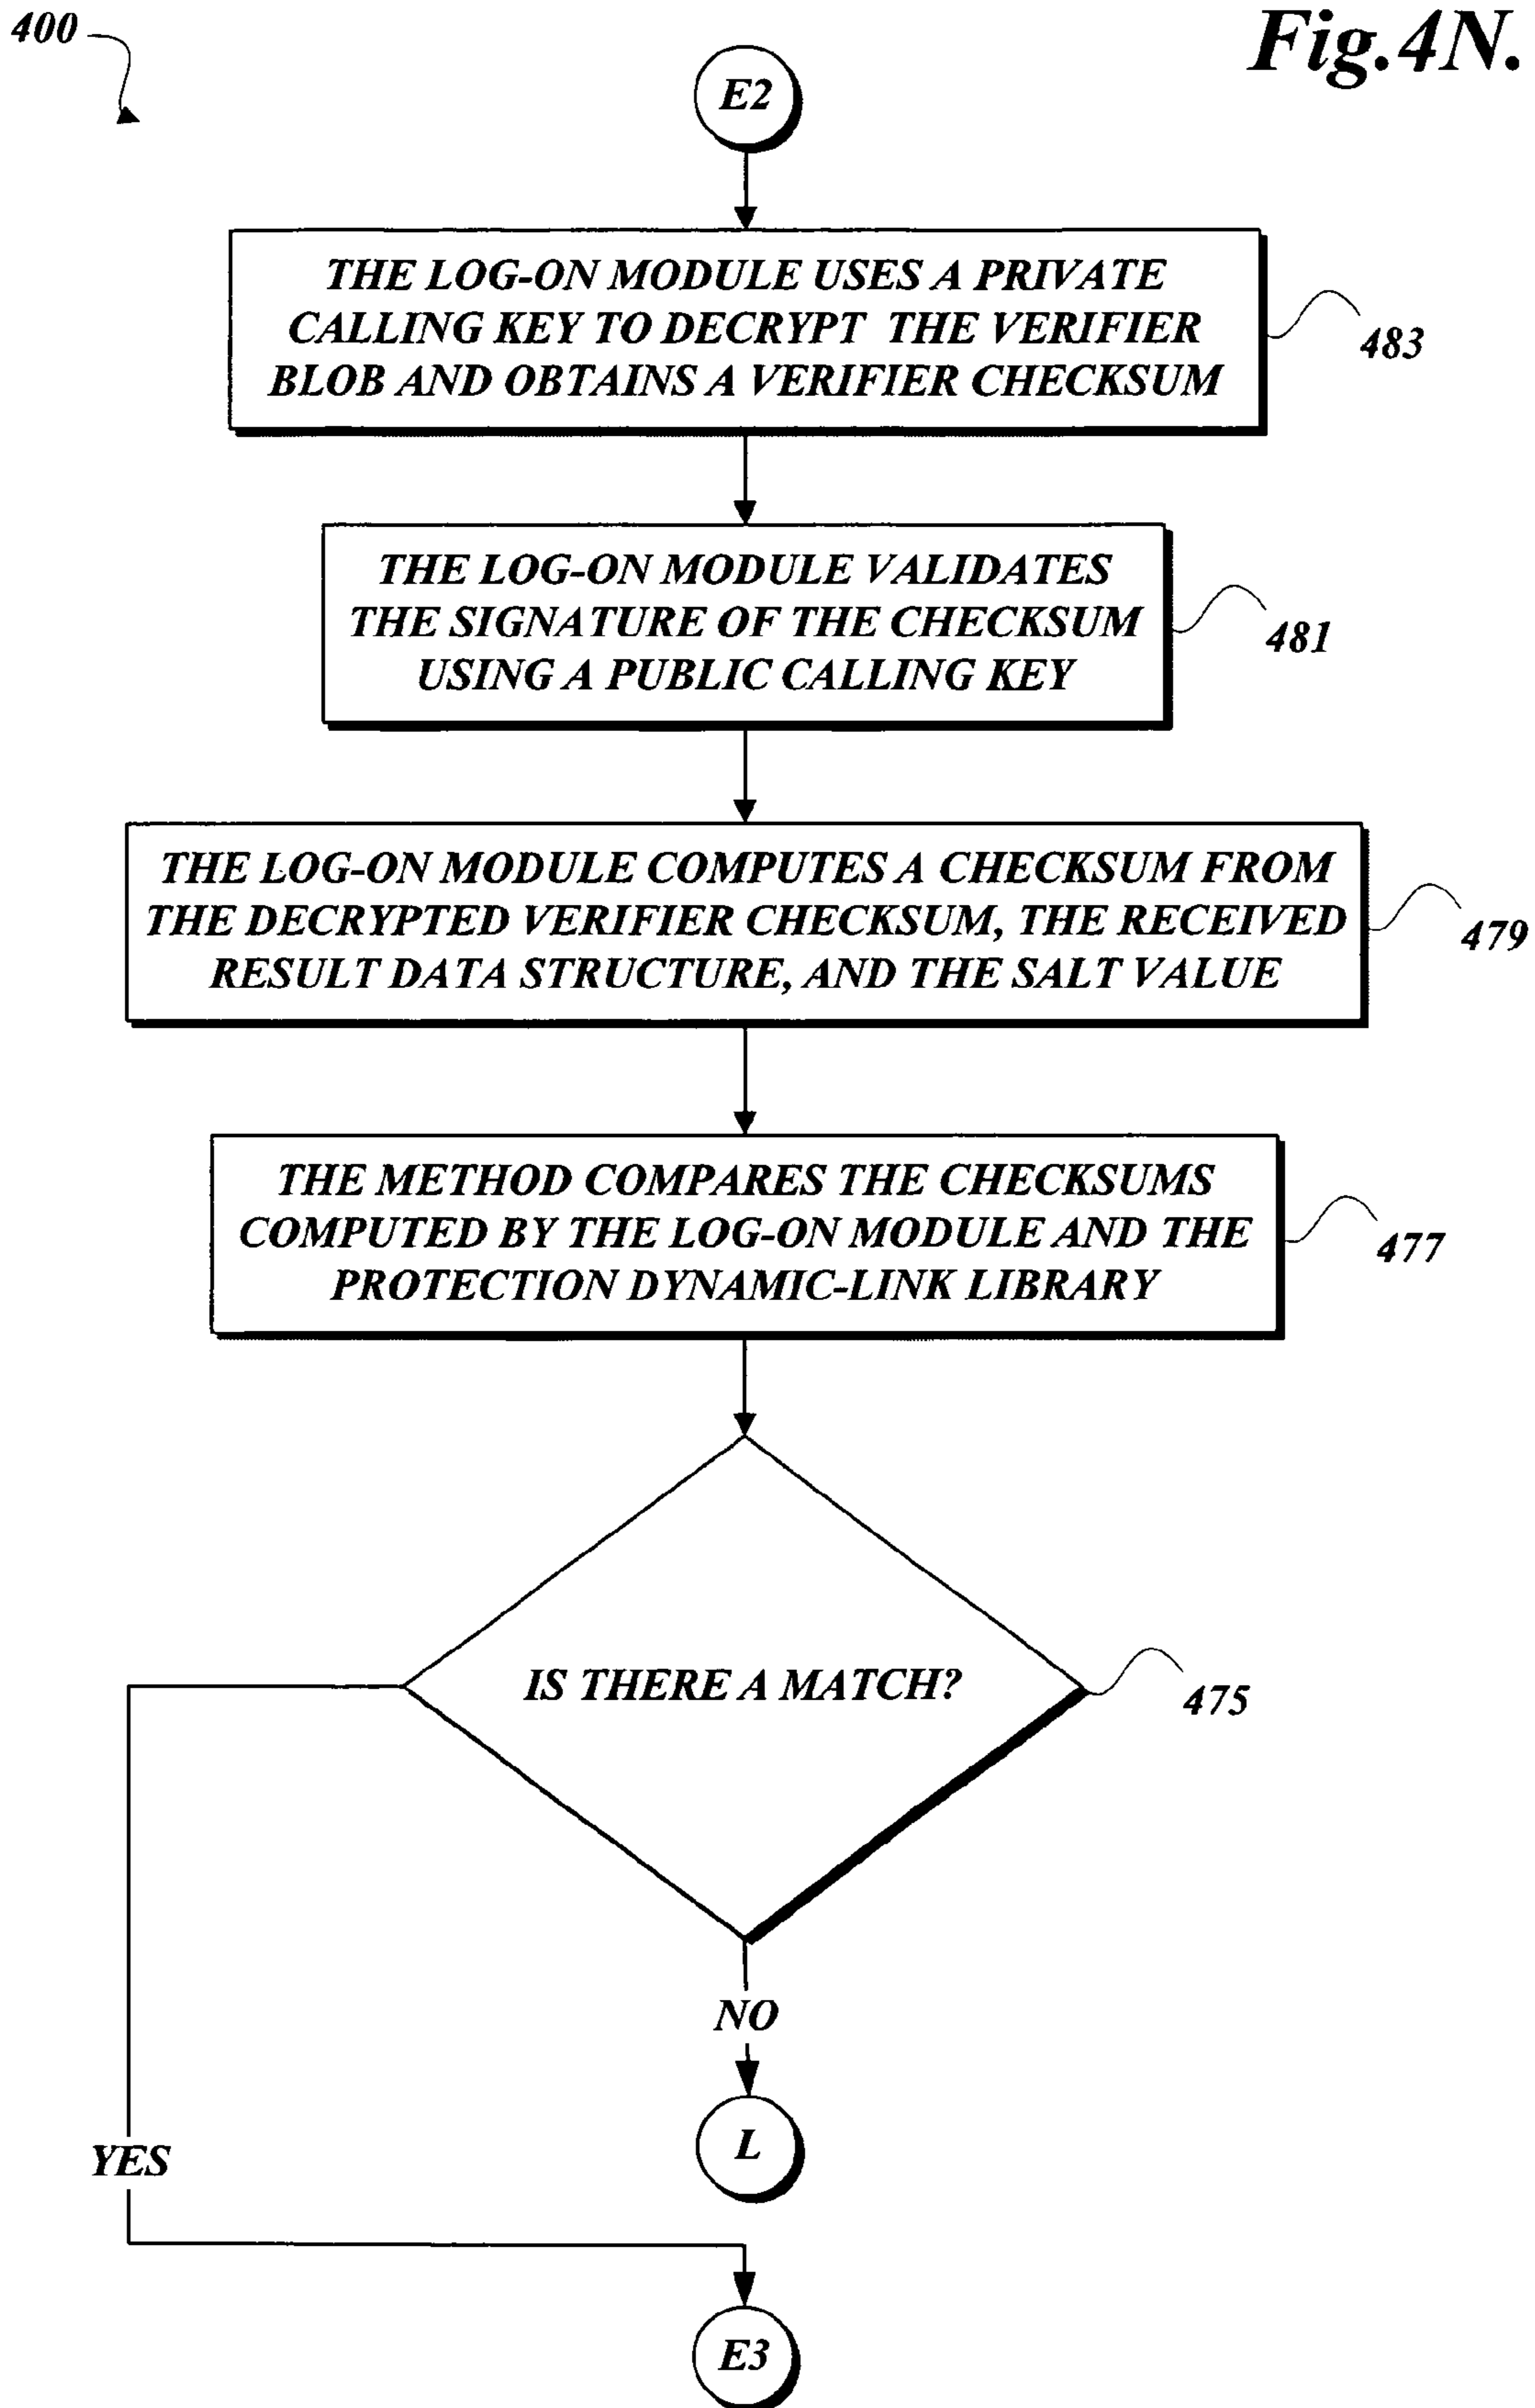 400
Fig.4N.
E2
THE LOG-ON MODULE USES A PRIVATE
CALLING KEY TO DECRYPT THE VERIFIER
BLOB AND OBTAINS A VERIFIER CHECKSUM
483
THE LOG-ON MODULE VALIDATES
THE SIGNATURE OF THE CHECKSUM
USING A PUBLIC CALLING KEY
481
THE LOG-ON MODULE COMPUTES A CHECKSUM FROM
THE DECRYPTED VERIFIER CHECKSUM, THE RECEIVED
RESULT DATA STRUCTURE, AND THE SALT VALUE
479
THE METHOD COMPARES THE CHECKSUMS
COMPUTED BY THE LOG-ON MODULE AND THE
PROTECTION DYNAMIC-LINK LIBRARY
477
IS THERE A MATCH?
475
NO
L
YES
E3